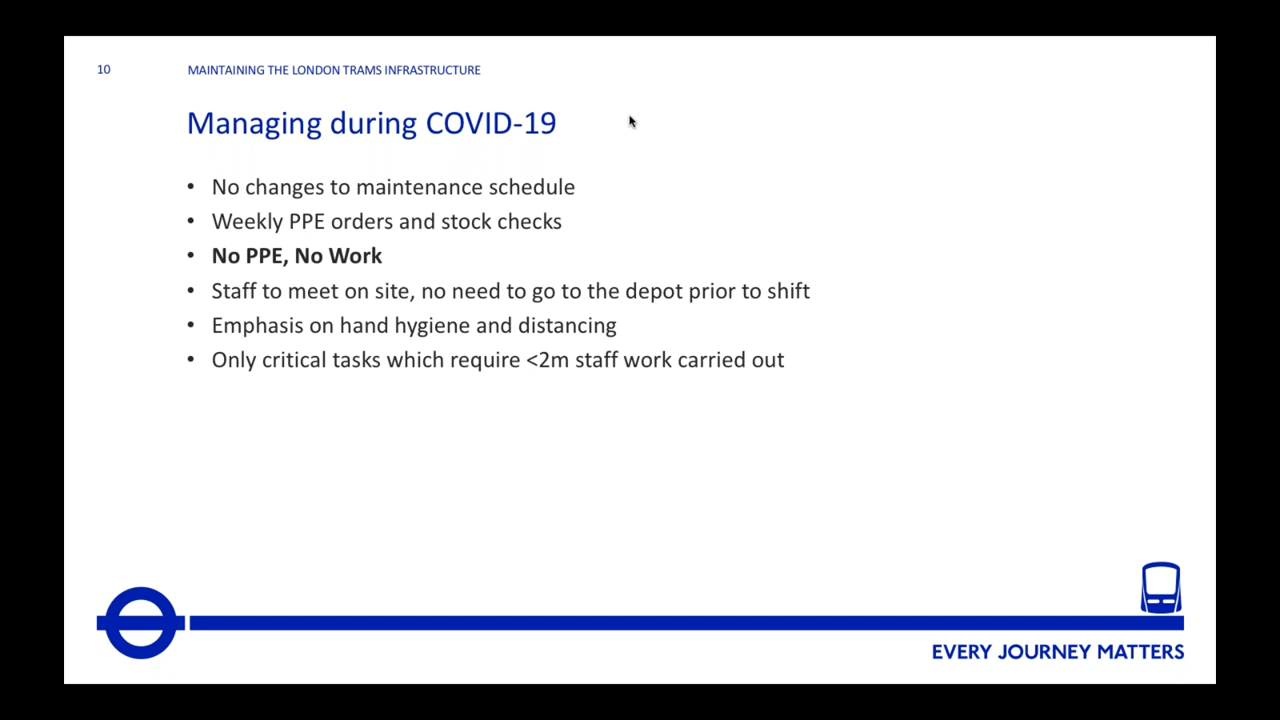 10
MAINTAINING THE LONDON TRAMS INFRASTRUCTURE
Managing during COVID-19
• No changes to maintenance schedule
• Weekly PPE orders and stock checks
• No PPE, No Work
• Staff to meet on site, no need to go to the depot prior to shift
• Emphasis on hand hygiene and distancing
• Only critical tasks which require <2m staff work carried out
EVERY JOURNEY MATTERS